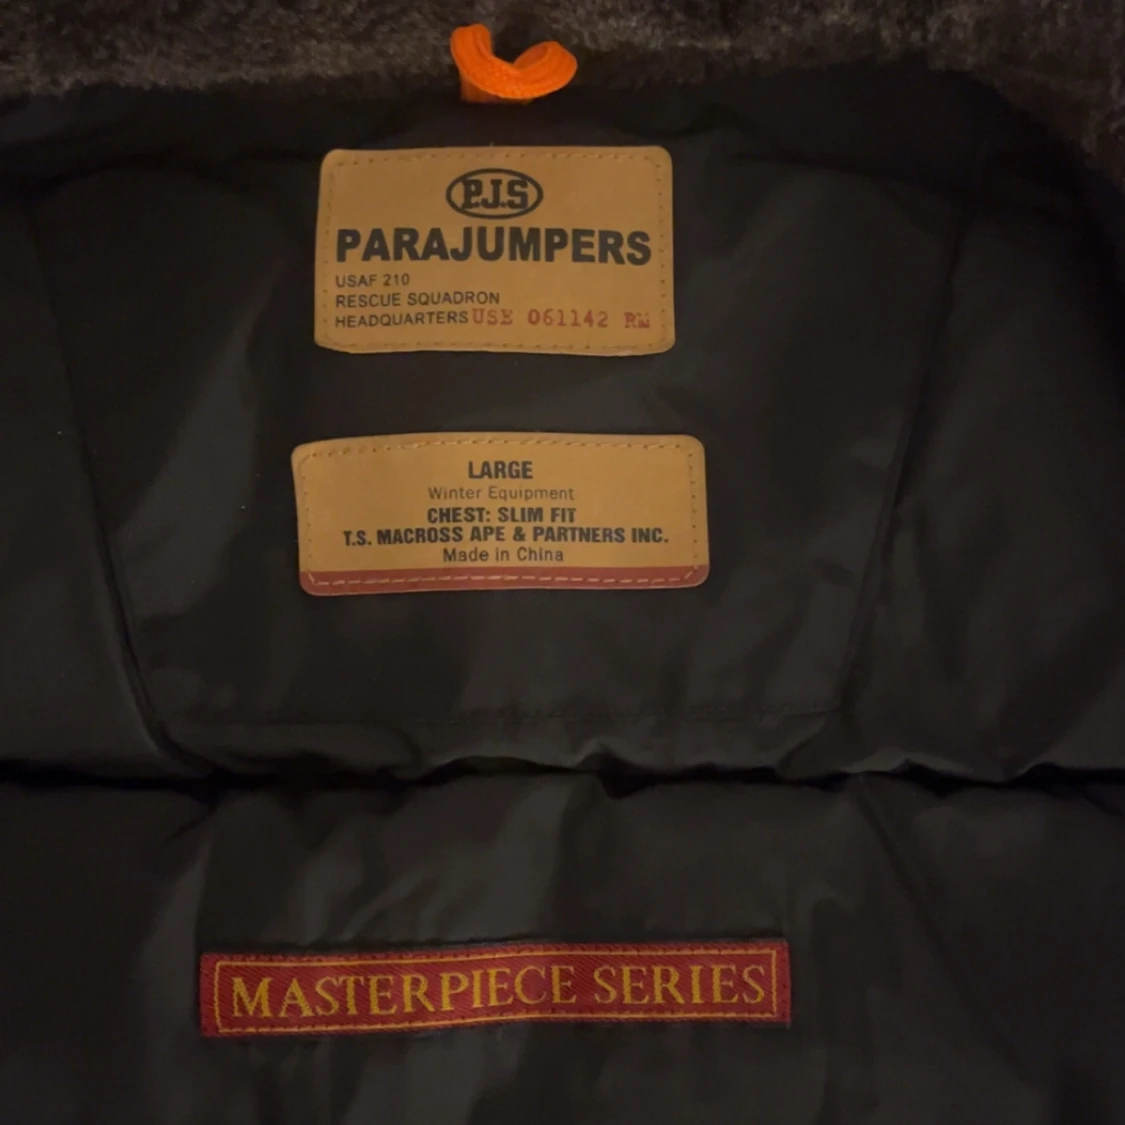 P.J.S
PARAJUMPERS
USAF 210
RESCUE SQUADRON
HEADQUARTERS USE 061142 RM
LARGE
Winter Equipment
CHEST: SLIM FIT
T.S. MACROSS APE & PARTNERS INC.
Made in China
MASTERPIECE SERIES